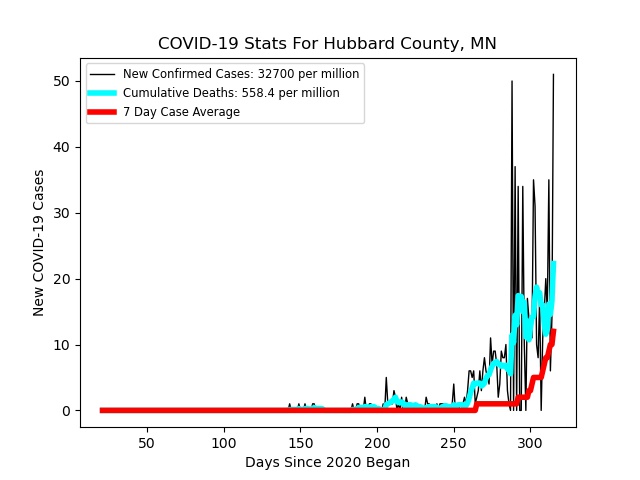 COVID-19 Stats For Hubbard County, MN
New Confirmed Cases: 32700 per million
Cumulative Deaths: 558.4 per million
7 Day Case Average
New COVID-19 Cases
50
40
30
20
10
0
50 100 150 200 250 300
Days Since 2020 Began